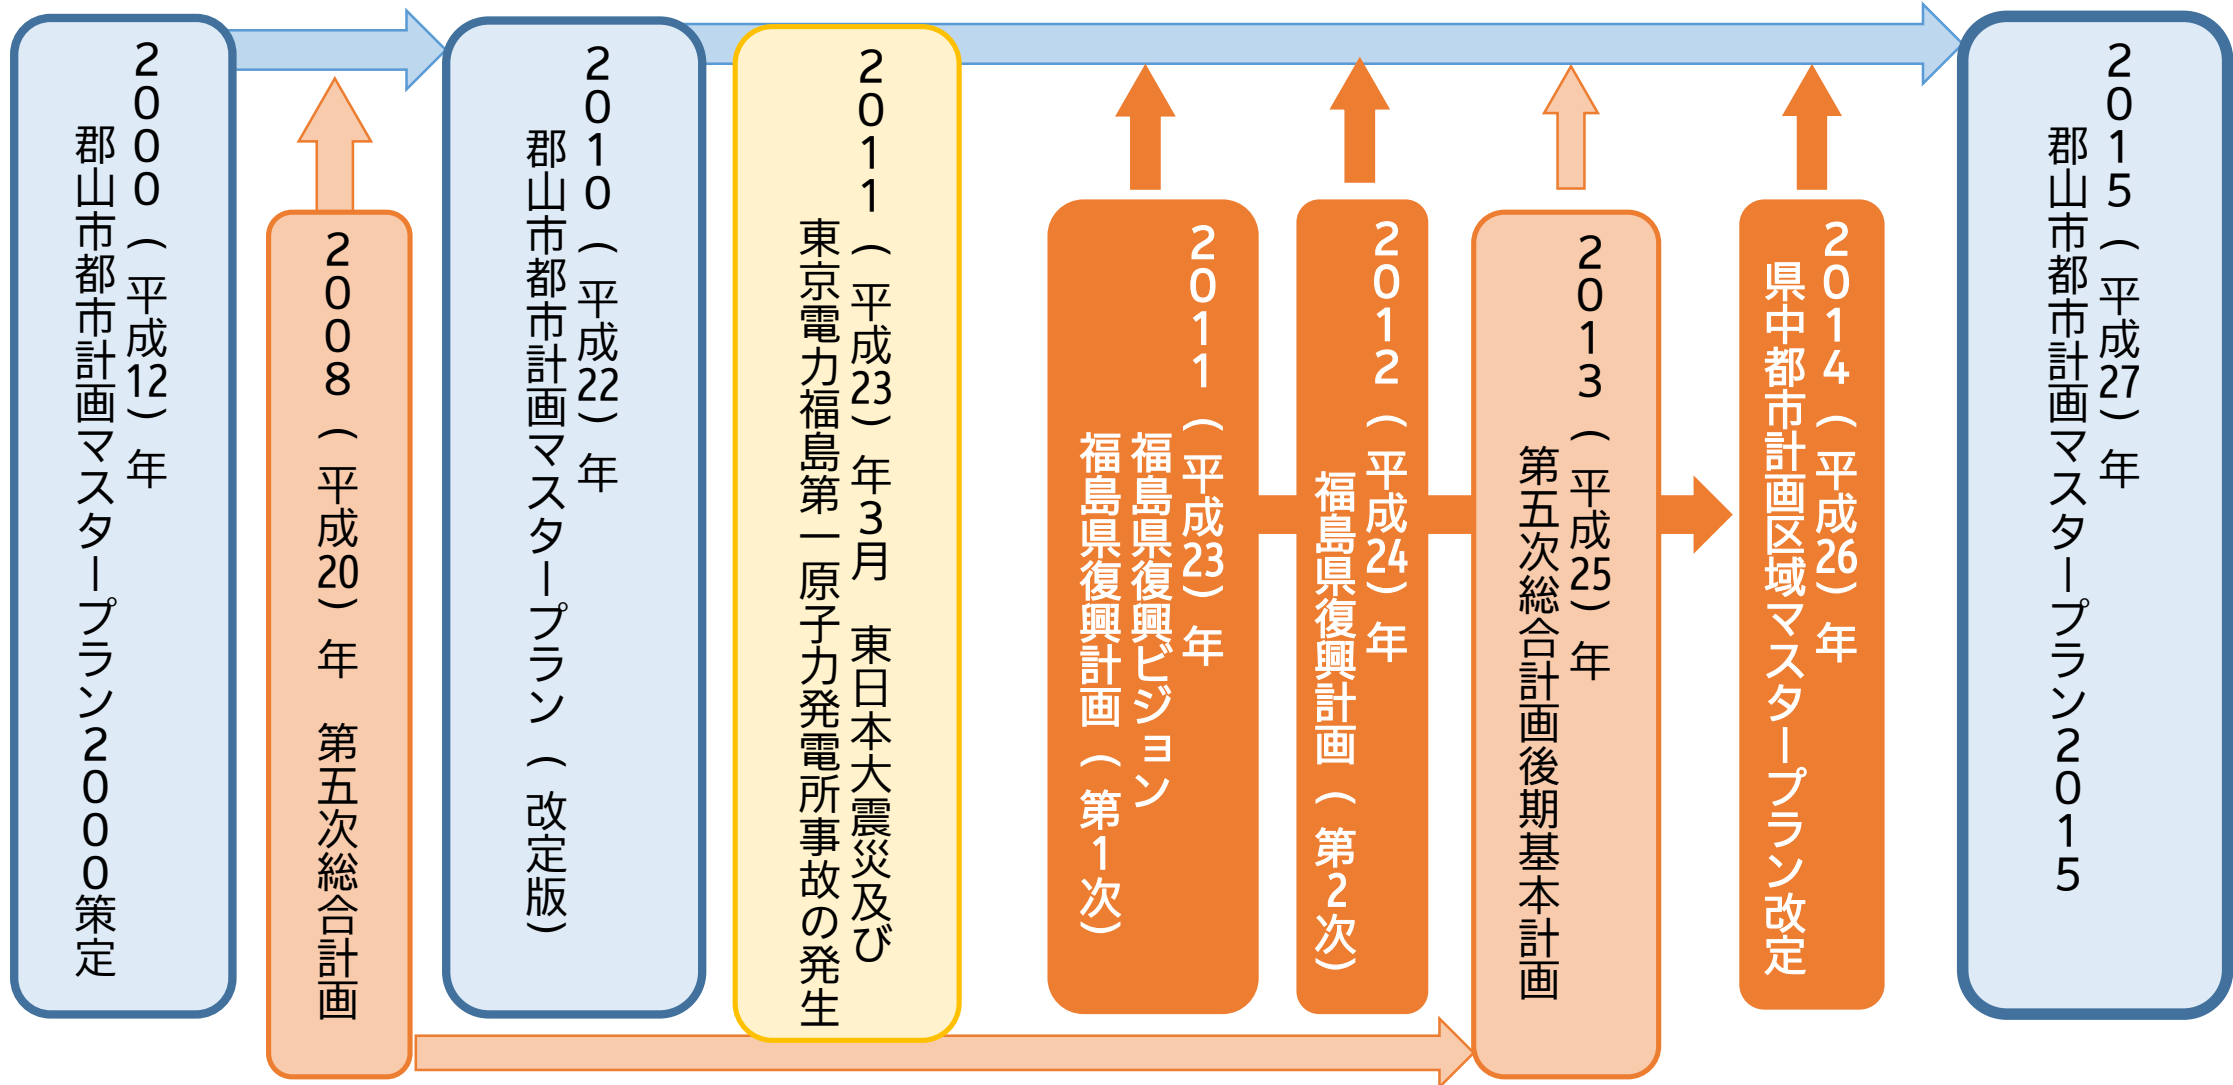 2000（平成12）年
郡山市都市計画マスタープラン2000策定
2008（平成20）年　第五次総合計画
2010（平成22）年
郡山市都市計画マスタープラン（改定版）
2011（平成23）年3月　東日本大震災及び
東京電力福島第一原子力発電所事故の発生
2011（平成23）年
福島県復興ビジョン
福島県復興計画（第1次）
2012（平成24）年
福島県復興計画（第2次）
2013（平成25）年
第五次総合計画後期基本計画
2014（平成26）年
県中都市計画区域マスタープラン改定
2015（平成27）年
郡山市都市計画マスタープラン2015